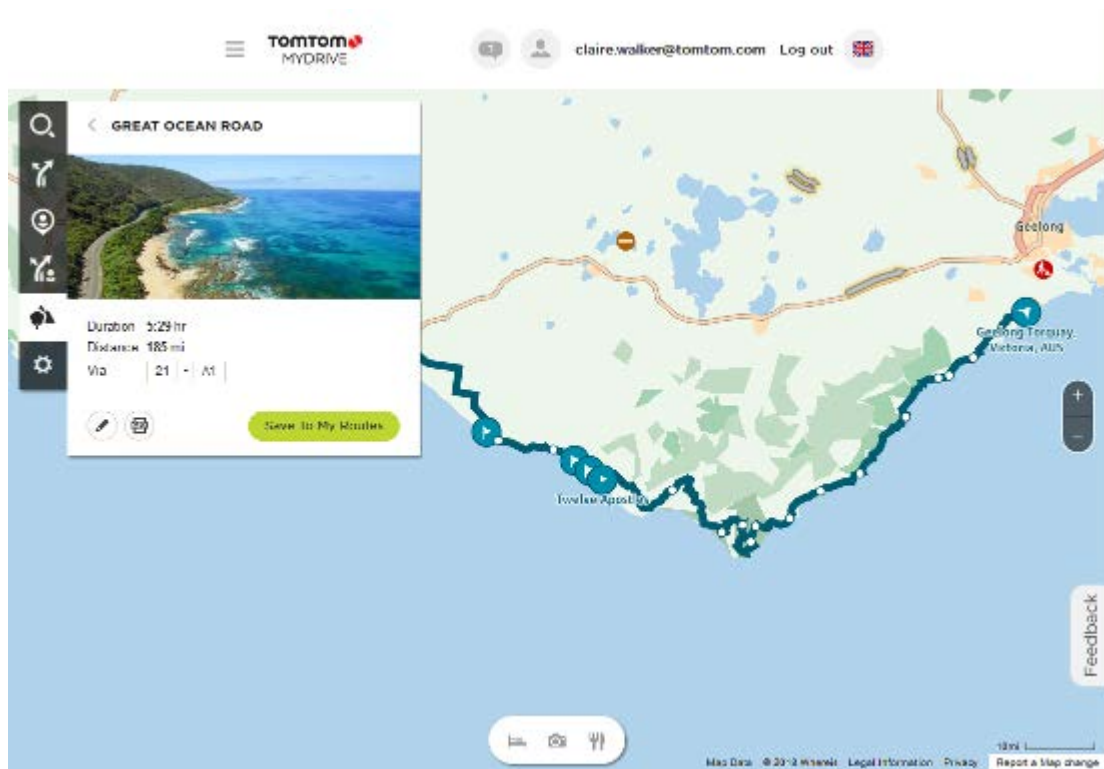 TOMTOM
MYDRIVE
claire.walker@tomtom.com Log out
GREAT OCEAN ROAD
Duration 5:29 hr
Distance 185 mi
Via 21 - A1
Save To My Routes
Geelong
Geelong Torquay,
Victoria, AUS
+
-
Twelve Apostles
Feedback
10mi
Map Data © 2018 Whereis Legal Information Privacy Report a Map change